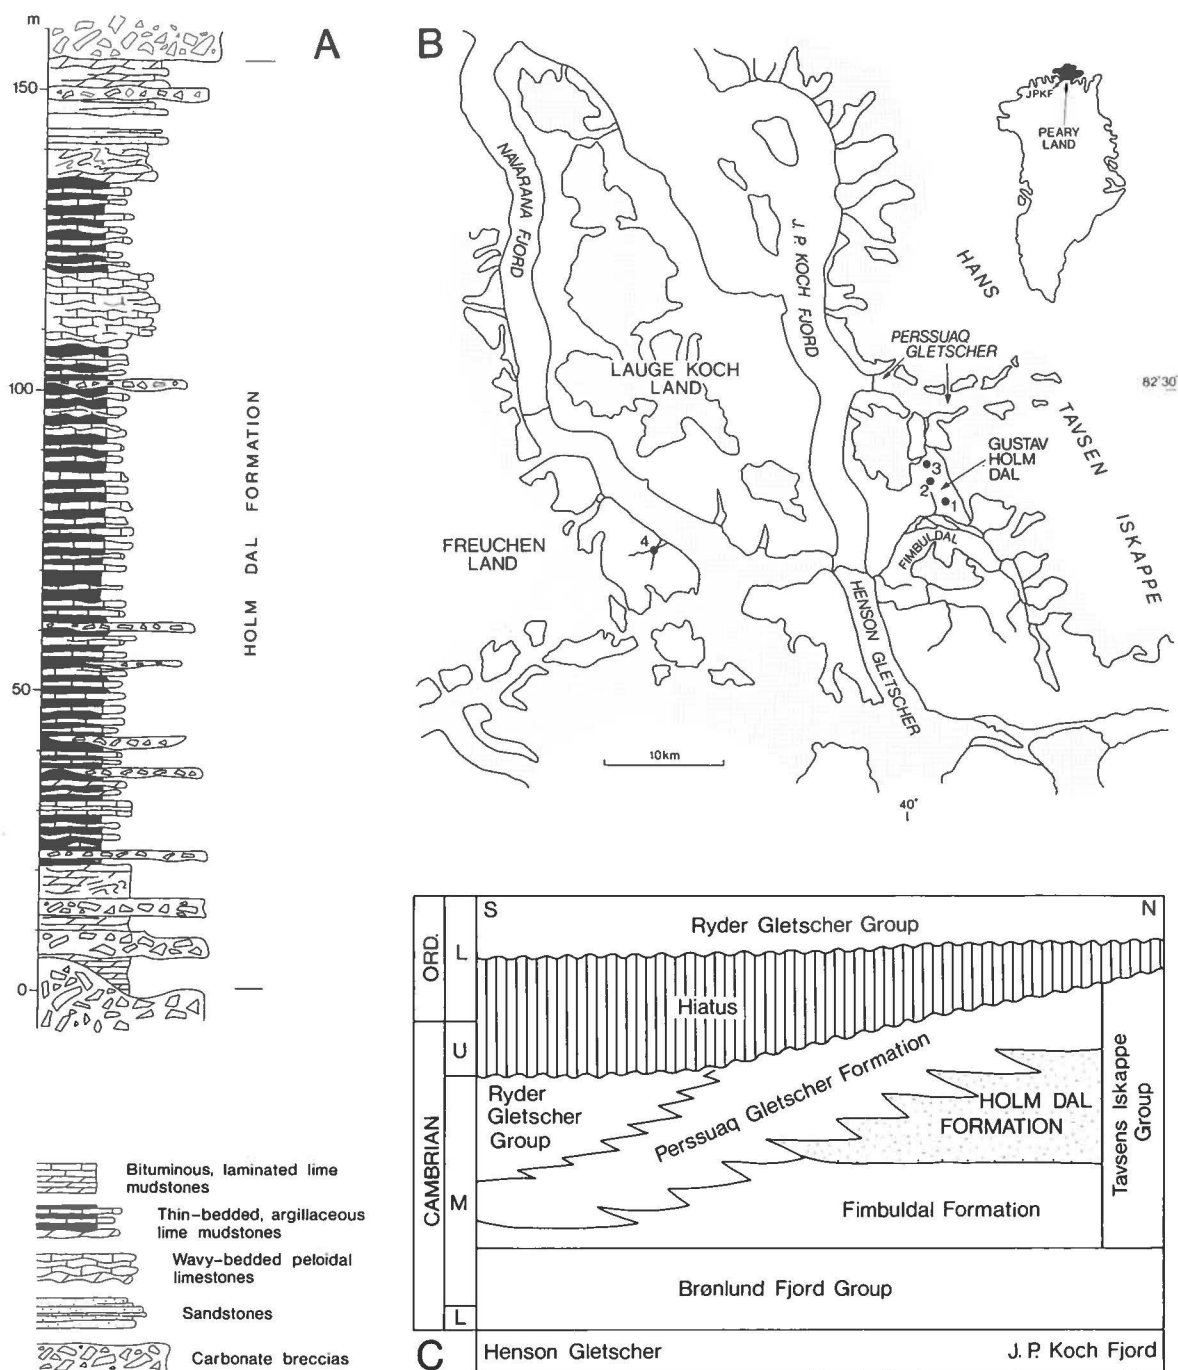 m
A
150
100
50
0
HOLM DAL FORMATION
Bituminous, laminated lime
mudstones
Thin-bedded, argillaceous
lime mudstones
Wavy-bedded peloidal
limestones
Sandstones
Carbonate breccias
B
JPKF
PEARY
LAND
NAVARANA FJORD
J. P. KOCH FJORD
HANS
TAVSEN
ISKAPPE
PERSSUAQ
GLETSCHER
82°30'
LAUGE KOCH
LAND
GUSTAV
HOLM
DAL
3
2
1
FIMBULDAL
4
FREUCHEN
LAND
HENSON GLETSCHER
10km
40°
S
N
ORD.
L
Ryder Gletscher Group
Hiatus
CAMBRIAN
U
M
L
Ryder
Gletscher
Group
Perssuaq Gletscher Formation
HOLM DAL
FORMATION
Tavsens Iskappe
Group
Fimbuldal Formation
Brønlund Fjord Group
C
Henson Gletscher
J. P. Koch Fjord